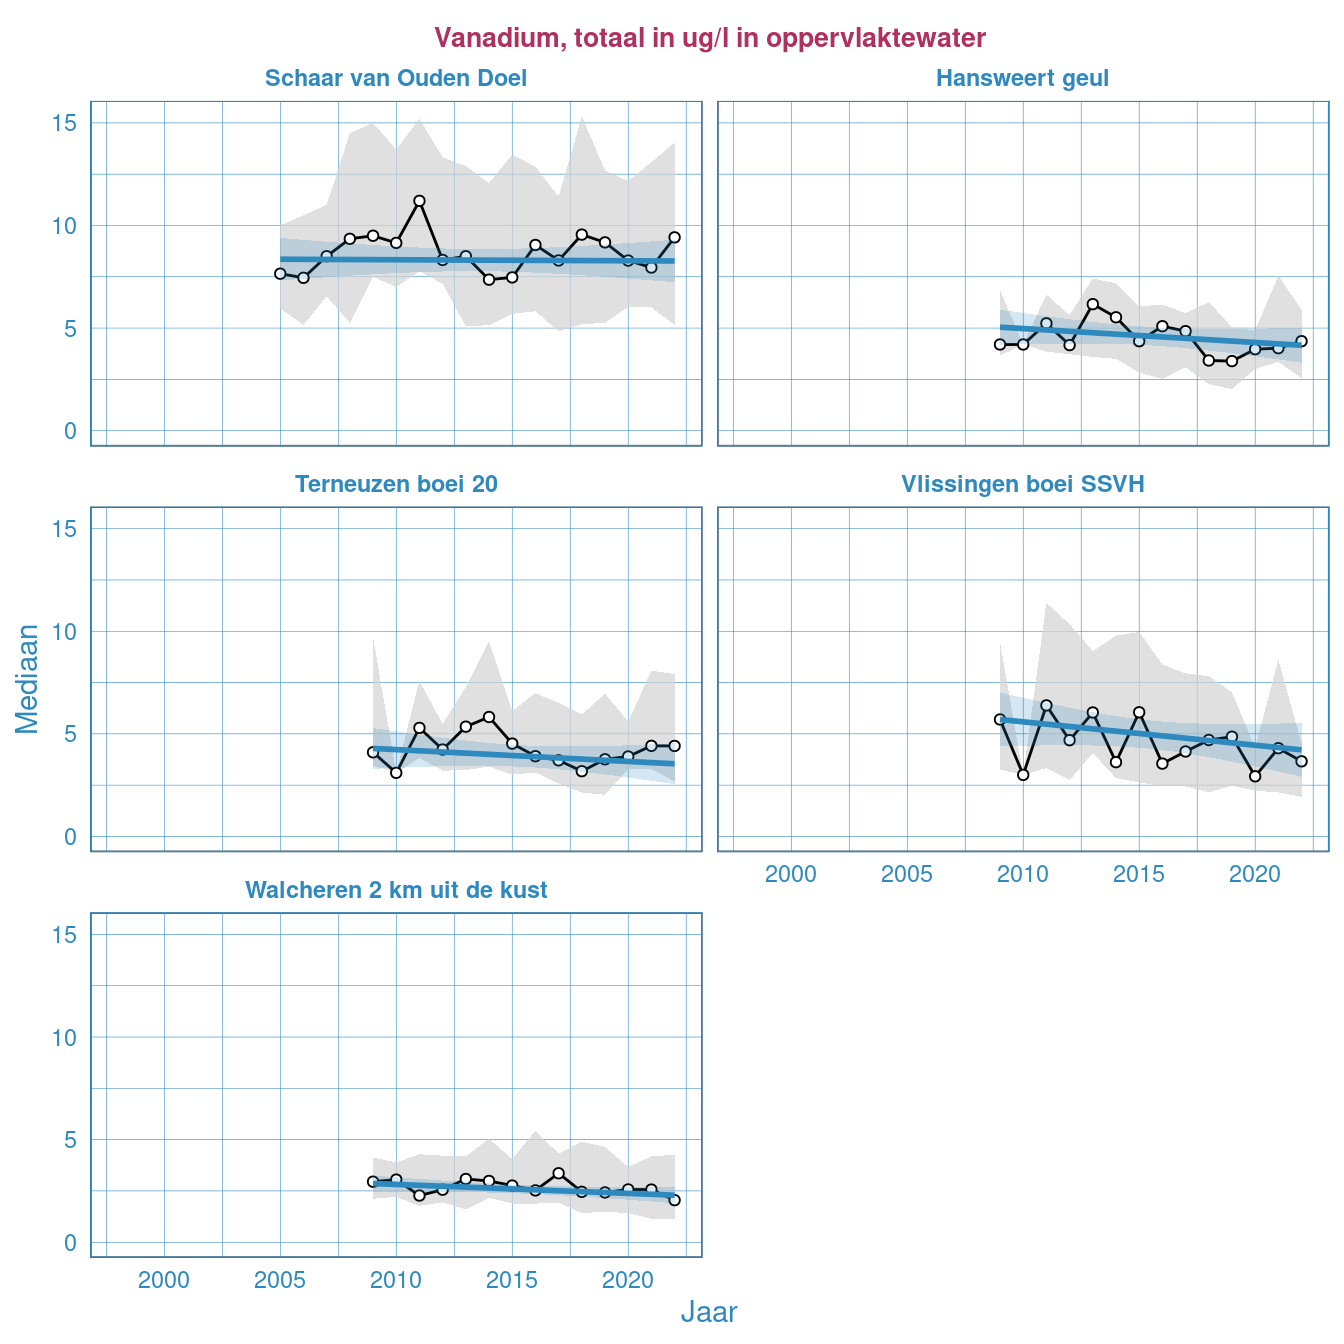 Vanadium, totaal in ug/l in oppervlaktewater
Schaar van Ouden Doel
Hansweert geul
15
10
5
0
Terneuzen boei 20
Vlissingen boei SSVH
15
10
5
0
Mediaan
2000 2005 2010 2015 2020
Walcheren 2 km uit de kust
15
10
5
0
2000 2005 2010 2015 2020
Jaar